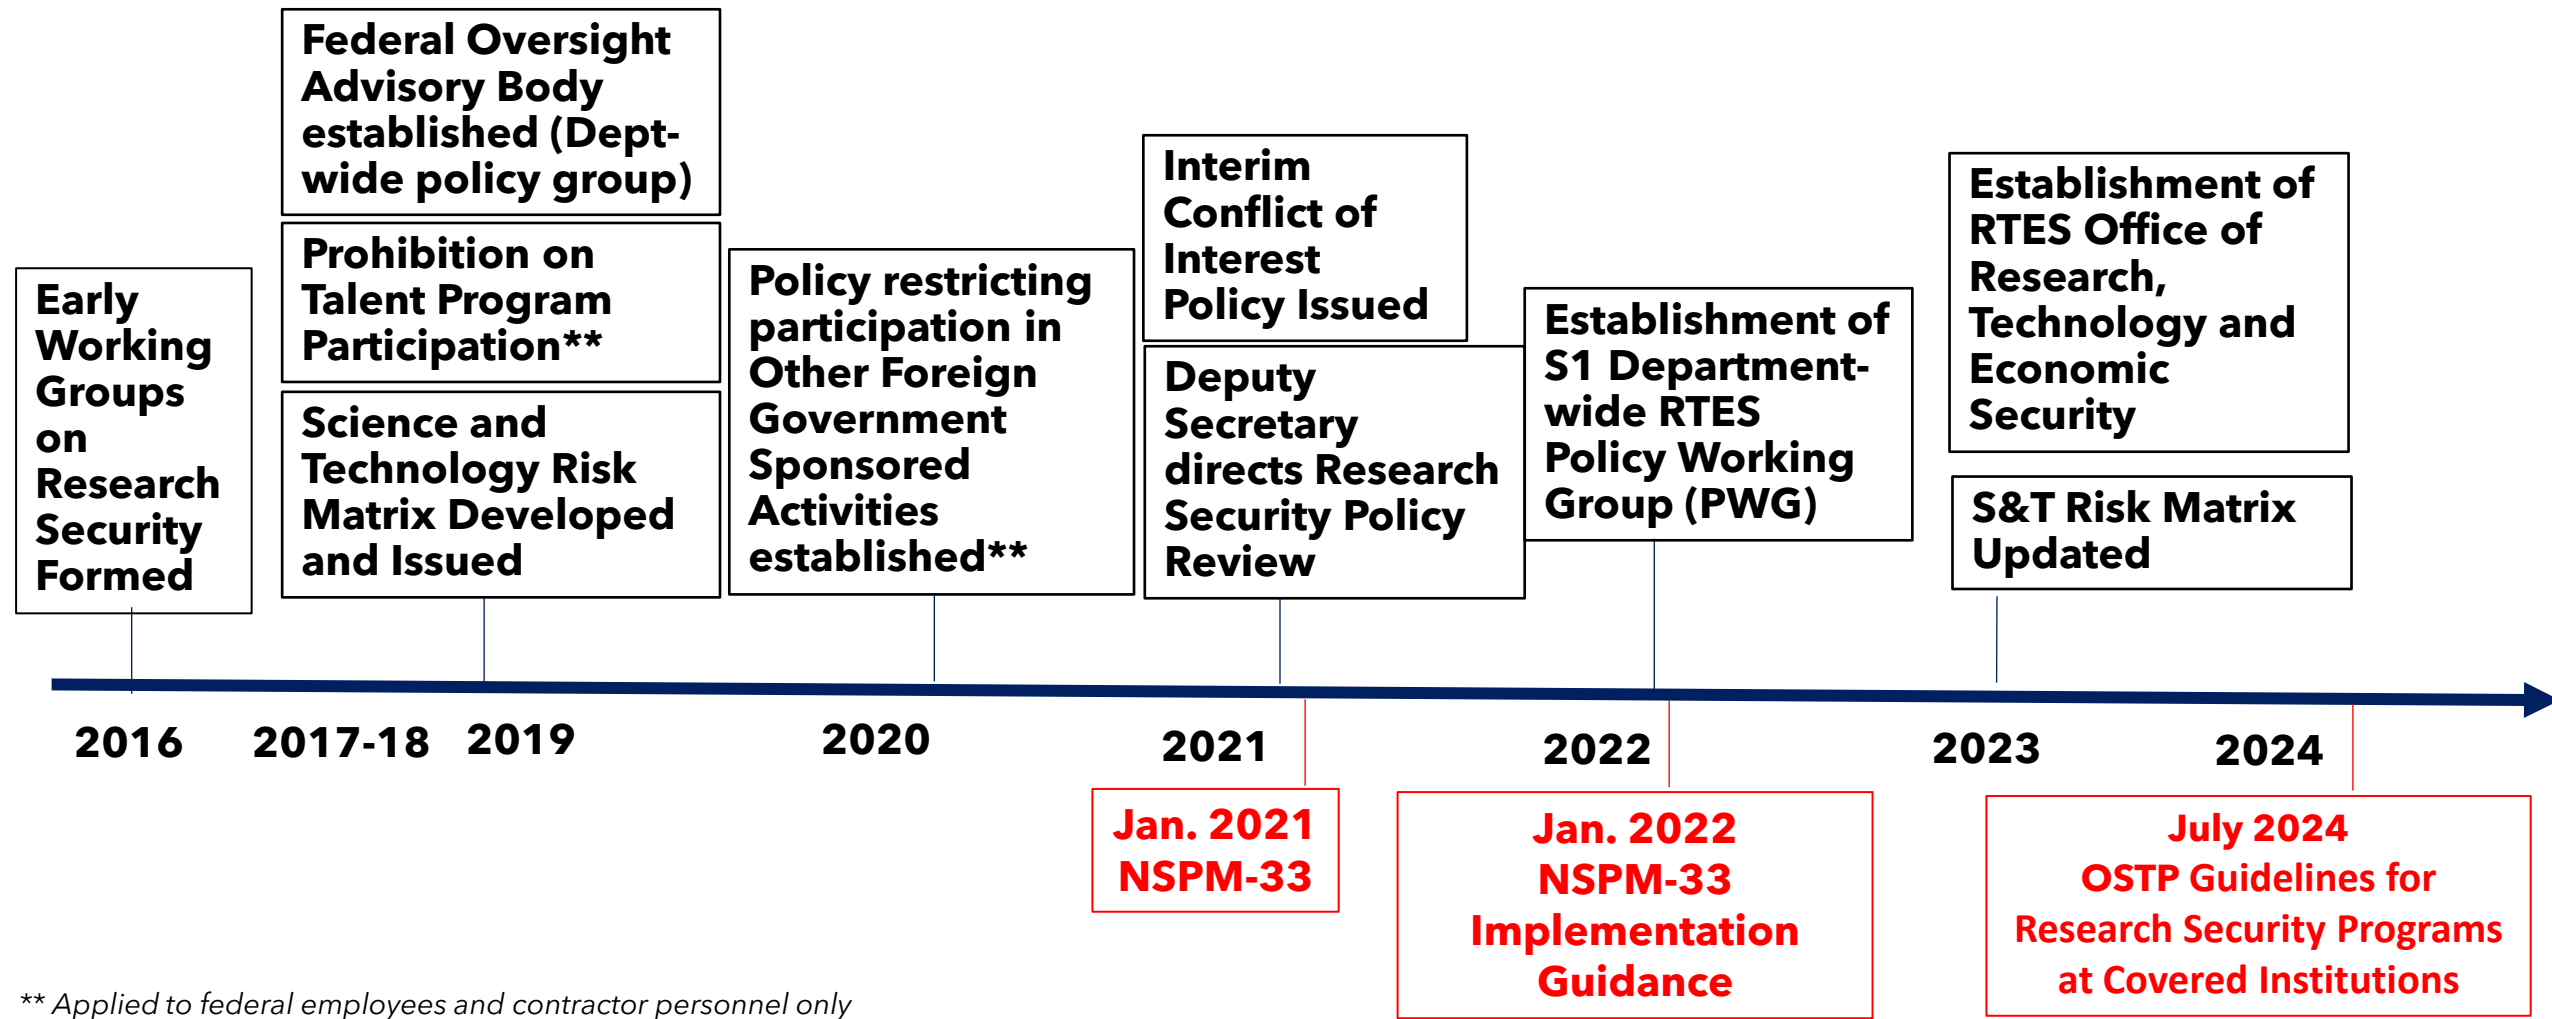 Early
Working
Groups
on
Research
Security
Formed
Federal Oversight
Advisory Body
established (Dept-
wide policy group)
Prohibition on
Talent Program
Participation**
Science and
Technology Risk
Matrix Developed
and Issued
Policy restricting
participation in
Other Foreign
Government
Sponsored
Activities
established**
Interim
Conflict of
Interest
Policy Issued
Deputy
Secretary
directs Research
Security Policy
Review
Establishment of
S1 Department-
wide RTES
Policy Working
Group (PWG)
Establishment of
RTES Office of
Research,
Technology and
Economic
Security
S&T Risk Matrix
Updated
2016
2017-18
2019
2020
2021
2022
2023
2024
Jan. 2021
NSPM-33
Jan. 2022
NSPM-33
Implementation
Guidance
July 2024
OSTP Guidelines for
Research Security Programs
at Covered Institutions
** Applied to federal employees and contractor personnel only